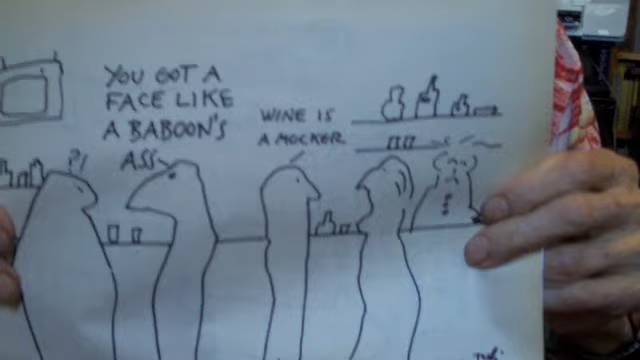 YOU GOT A
FACE LIKE
A BABOON'S
ASS
WINE IS
A MOCKER
?!